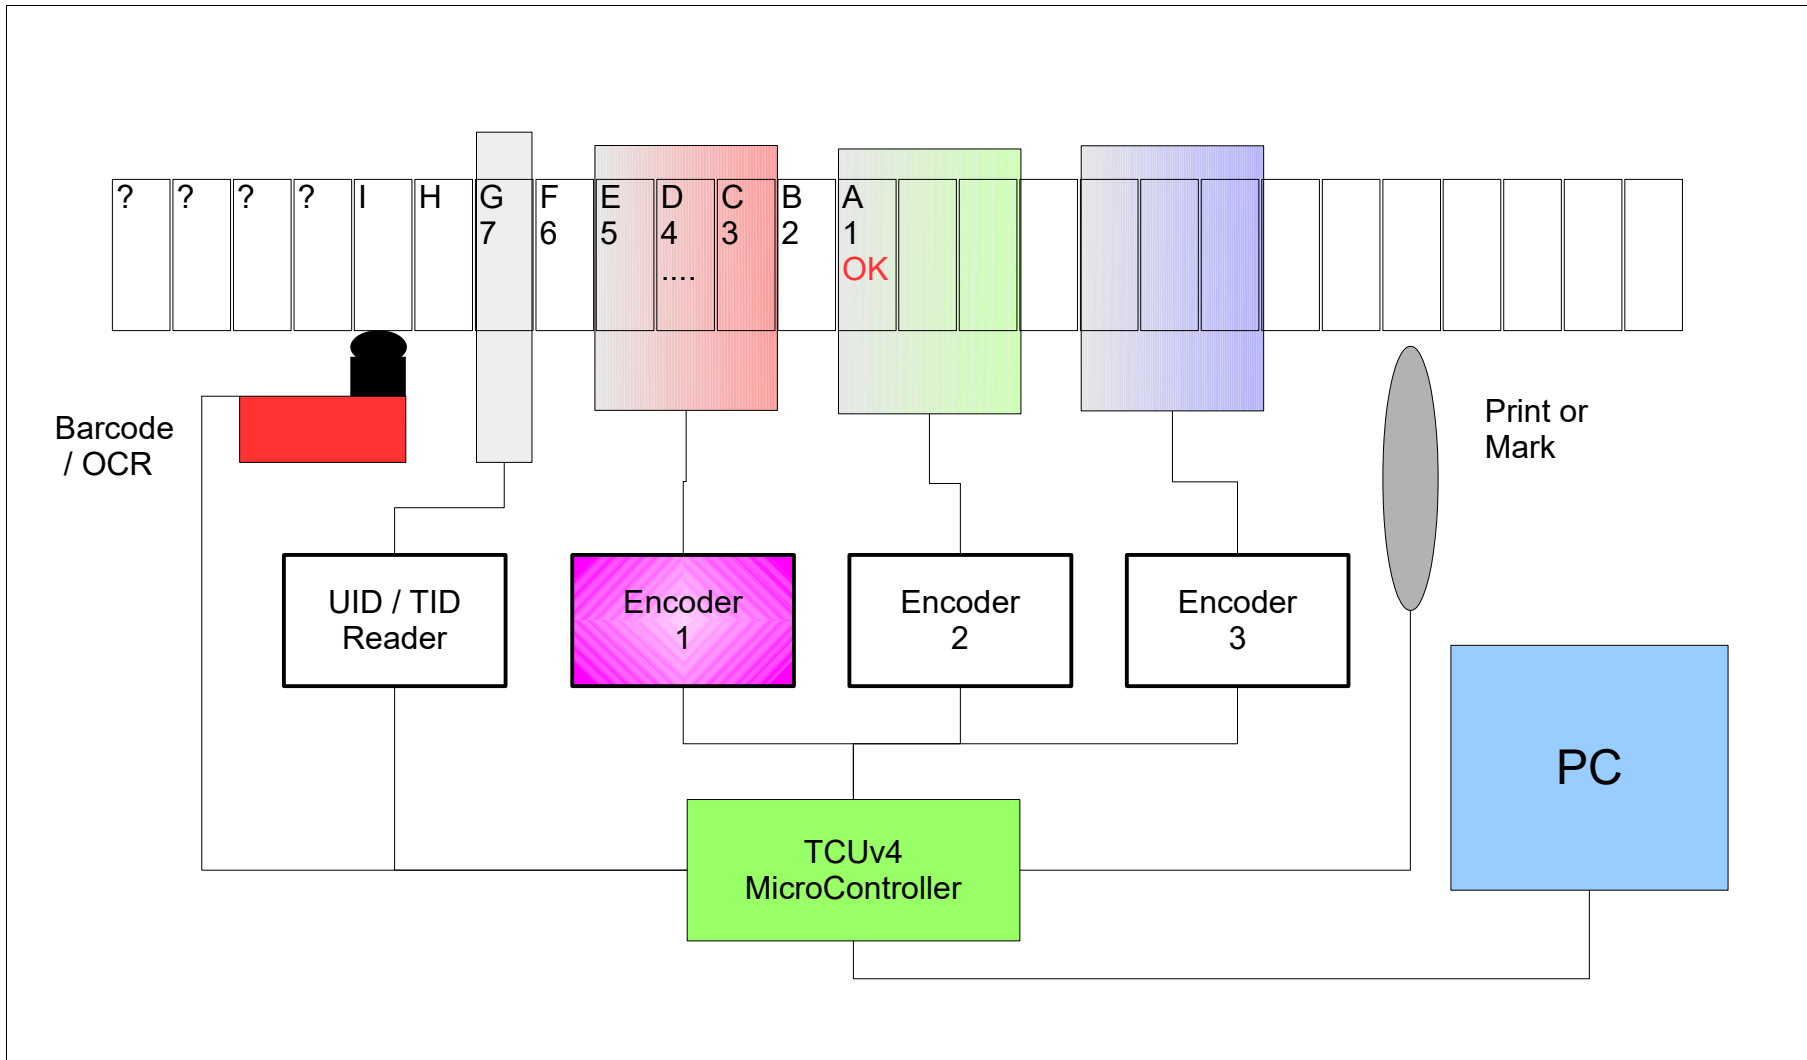 ? ? ? ? I H G F E D C B A
7 6 5 4 3 2 1
.... OK
Barcode
/ OCR
Print or
Mark
UID / TID
Reader
Encoder
1
Encoder
2
Encoder
3
PC
TCUv4
MicroController